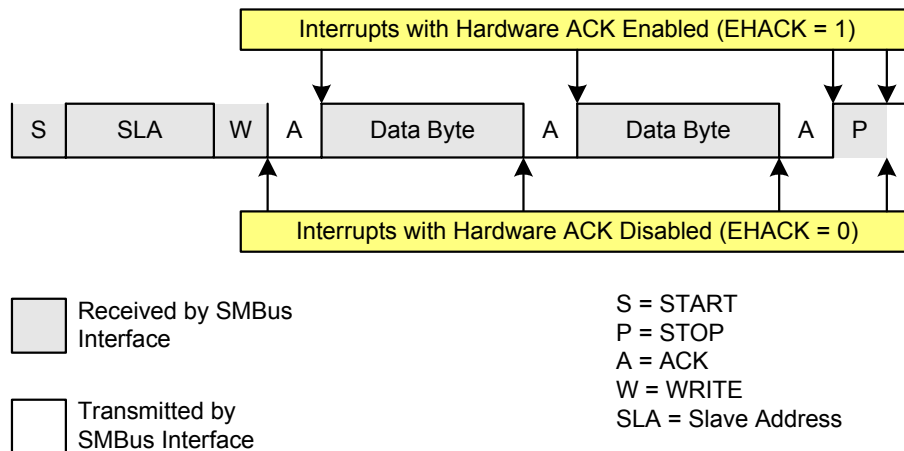 Interrupts with Hardware ACK Enabled (EHACK = 1)
S SLA W A Data Byte A Data Byte A P
Interrupts with Hardware ACK Disabled (EHACK = 0)
Received by SMBus
Interface
Transmitted by
SMBus Interface
S = START
P = STOP
A = ACK
W = WRITE
SLA = Slave Address